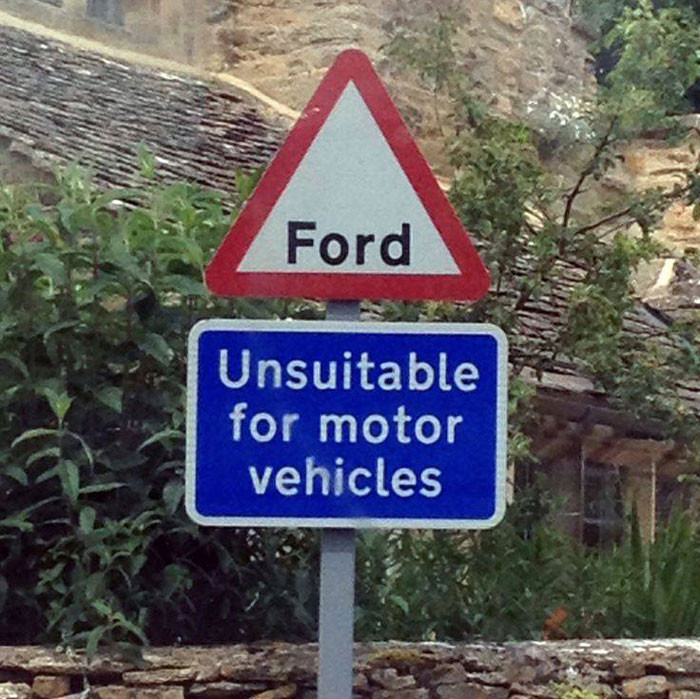 Ford
Unsuitable
for motor
vehicles